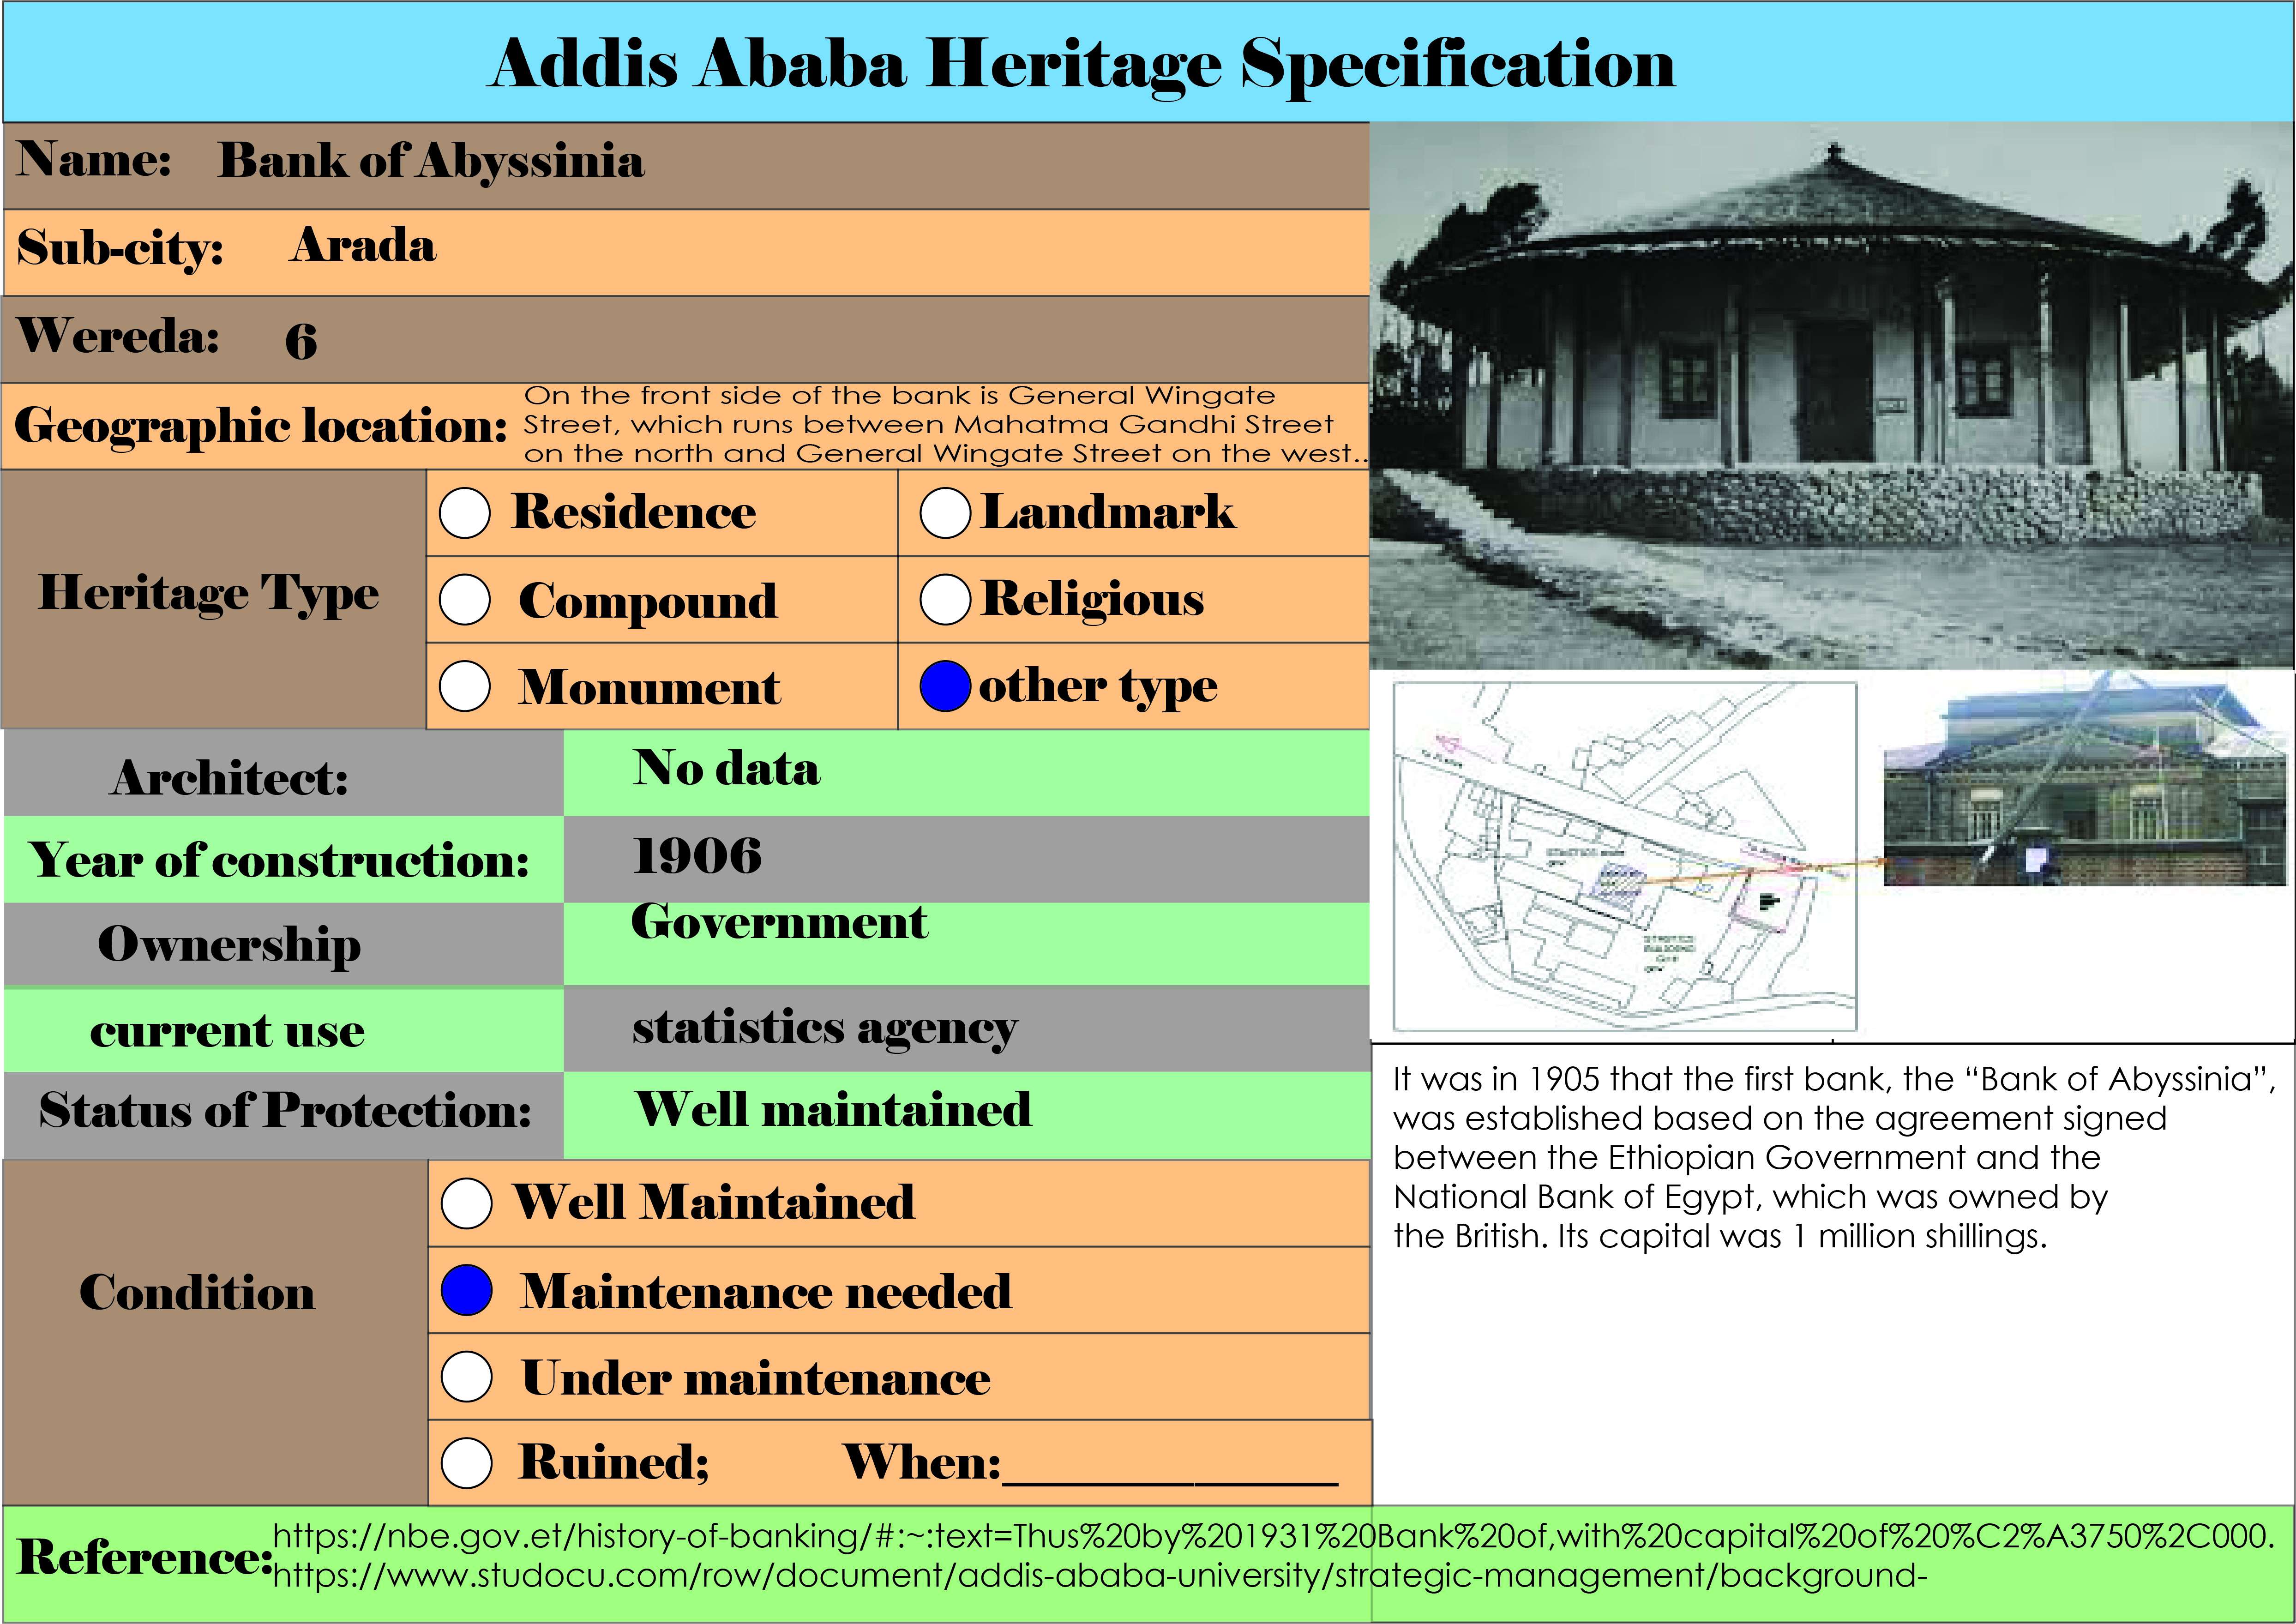 Addis Ababa Heritage Specification
Name: Bank of Abyssinia
Sub-city: Arada
Wereda: 6
Geographic location:
On the front side of the bank is General Wingate
Street, which runs between Mahatma Gandhi Street
on the north and General Wingate Street on the west..
Heritage Type
Residence
Landmark
Compound
Religious
Monument
other type
Architect: No data
Year of construction: 1906
Ownership Government
current use statistics agency
Status of Protection: Well maintained
Condition
Well Maintained
Maintenance needed
Under maintenance
Ruined; When:______________
It was in 1905 that the first bank, the “Bank of Abyssinia”,
was established based on the agreement signed
between the Ethiopian Government and the
National Bank of Egypt, which was owned by
the British. Its capital was 1 million shillings.
Reference:
https://nbe.gov.et/history-of-banking/#:~:text=Thus%20by%201931%20Bank%20of,with%20capital%20of%20%C2%A3750%2C000.
https://www.studocu.com/row/document/addis-ababa-university/strategic-management/background-